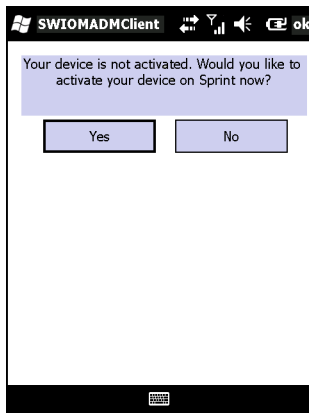 SWIOMADMClient ok
Your device is not activated. Would you like to
activate your device on Sprint now?
Yes No